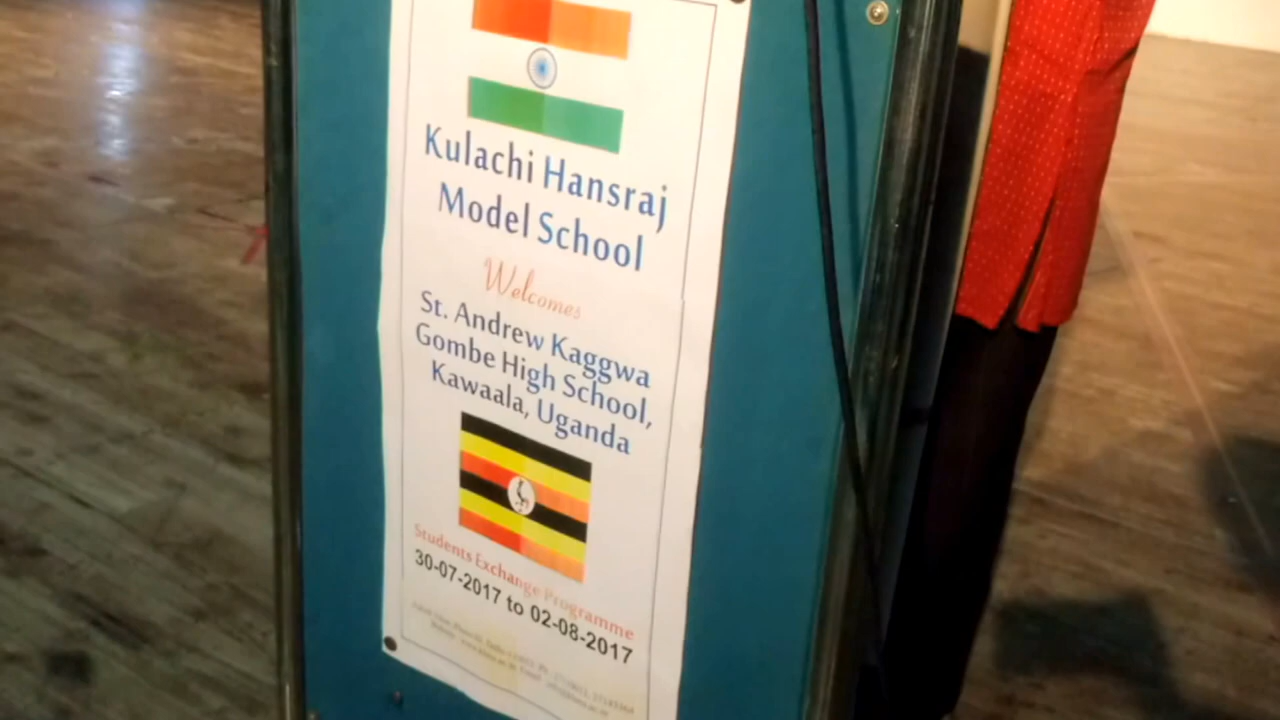 Kulachi Hansraj
Model School
Welcomes
St. Andrew Kaggwa
Gombe High School,
Kawaala, Uganda
Students Exchange Programme
30-07-2017 to 02-08-2017